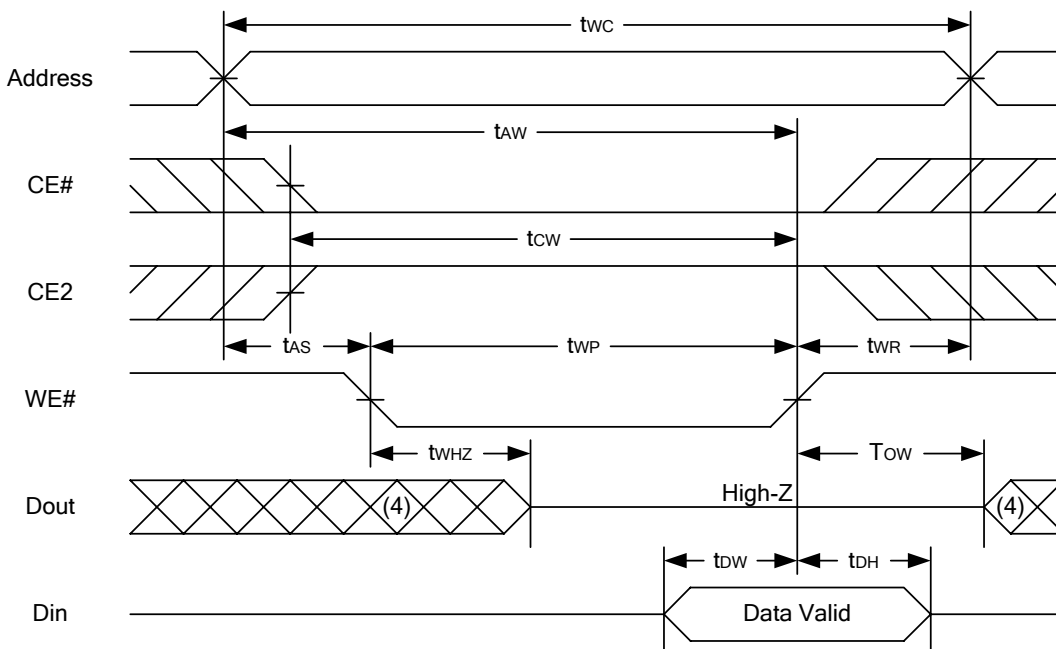 tWC
Address
tAW
CE#
tCW
CE2
tAS tWP tWR
WE#
tWHZ TOW
Dout (4) High-Z (4)
tDW tDH
Din Data Valid